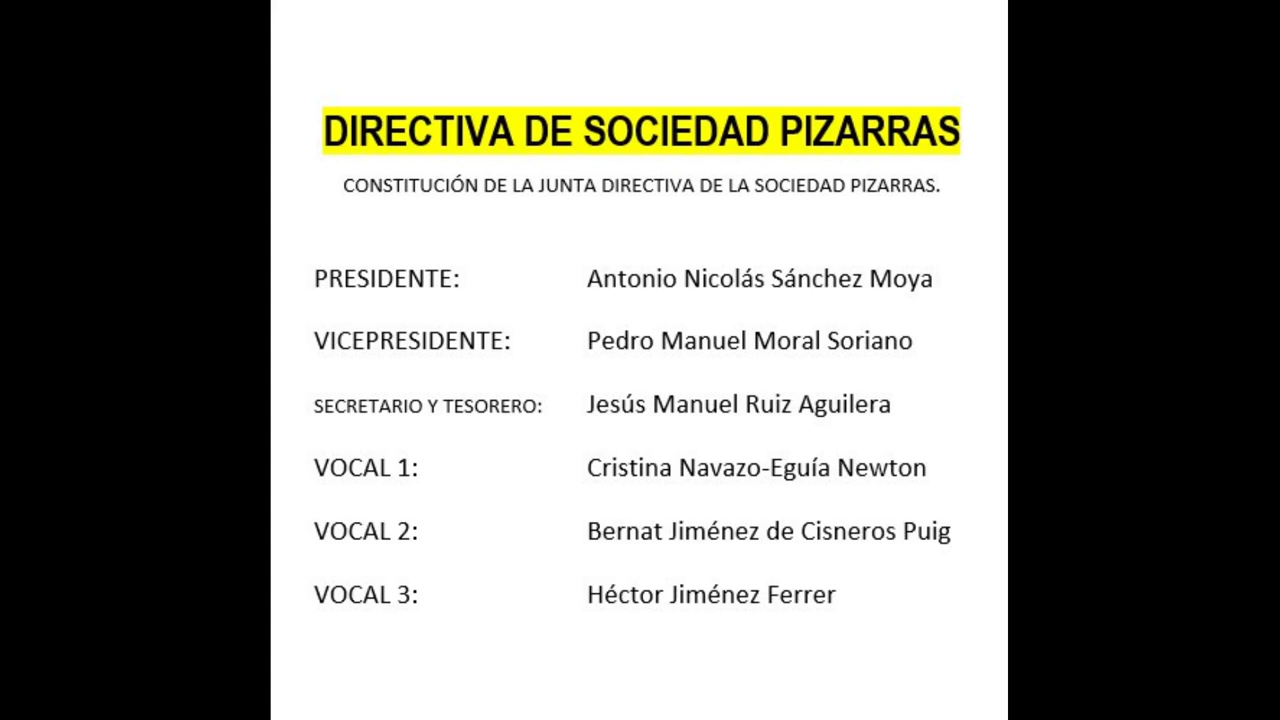 DIRECTIVA DE SOCIEDAD PIZARRAS
CONSTITUCIÓN DE LA JUNTA DIRECTIVA DE LA SOCIEDAD PIZARRAS.
PRESIDENTE: Antonio Nicolás Sánchez Moya
VICEPRESIDENTE: Pedro Manuel Moral Soriano
SECRETARIO Y TESORERO: Jesús Manuel Ruiz Aguilera
VOCAL 1: Cristina Navazo-Eguía Newton
VOCAL 2: Bernat Jiménez de Cisneros Puig
VOCAL 3: Héctor Jiménez Ferrer